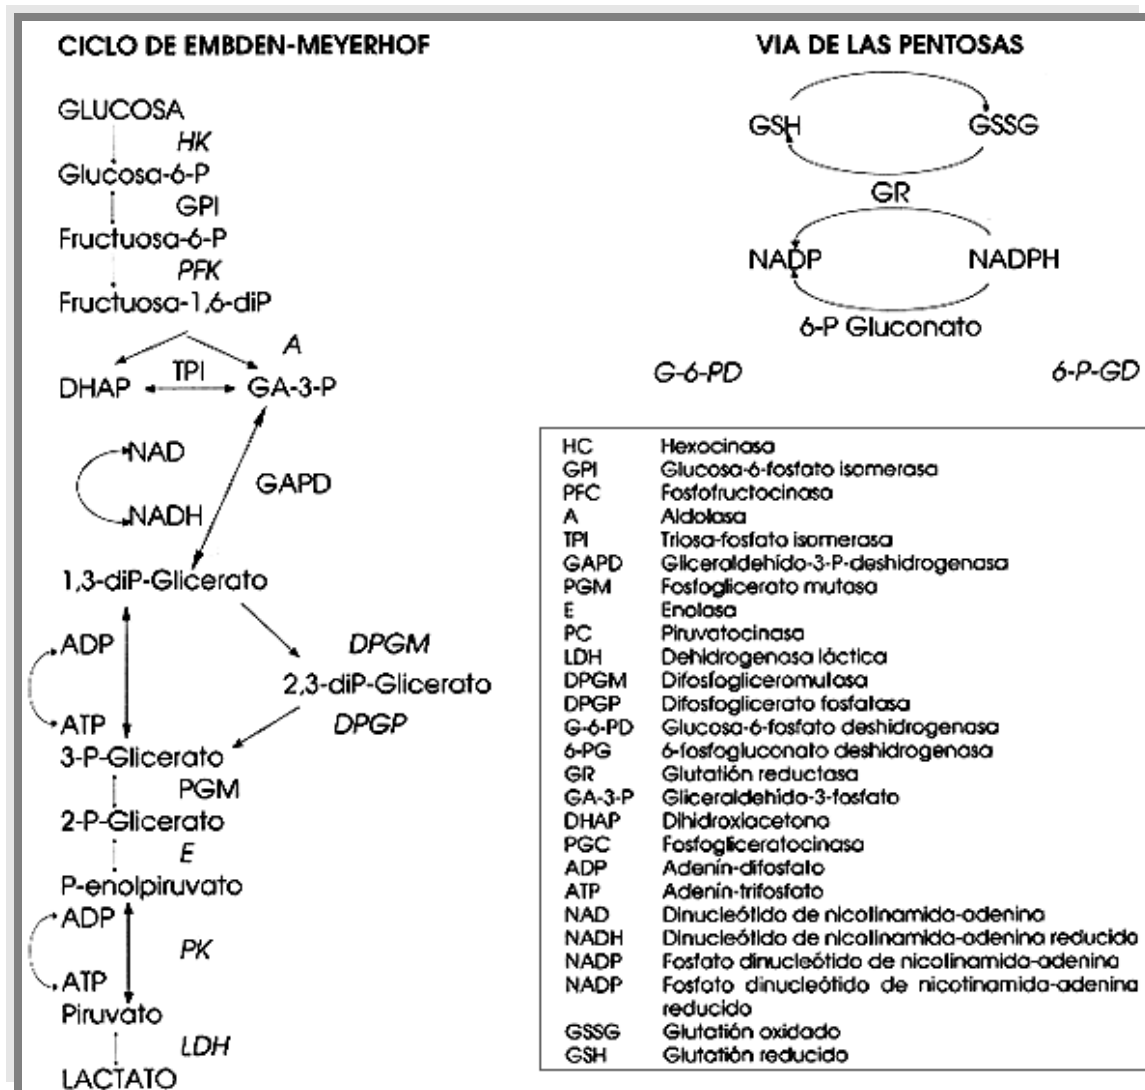 CICLO DE EMBDEN-MEYERHOF
GLUCOSA
HK
Glucosa-6-P
GPI
Fructuosa-6-P
PFK
Fructuosa-1,6-diP
A
DHAP TPI GA-3-P
NAD
GAPD
NADH
1,3-diP-Glicerato
ADP
DPGM
2,3-diP-Glicerato
ATP
DPGP
3-P-Glicerato
PGM
2-P-Glicerato
E
P-enolpiruvato
ADP
PK
ATP
Piruvato
LDH
LACTATO
VIA DE LAS PENTOSAS
GSH GSSG
GR
NADP NADPH
6-P Gluconato
G-6-PD 6-P-GD
HC Hexocinasa
GPI Glucosa-6-fosfato isomerasa
PFC Fosfofructocinasa
A Aldolasa
TPI Triosa-fosfato isomerasa
GAPD Gliceraldehído-3-P-deshidrogenasa
PGM Fosfoglicerato mutasa
E Enolasa
PC Piruvatocinasa
LDH Dehidrogenasa láctica
DPGM Difosfogliceromutasa
DPGP Difosfoglicerato fosfatasa
G-6-PD Glucosa-6-fosfato deshidrogenasa
6-PG 6-fosfogluconato deshidrogenasa
GR Glutatión reductasa
GA-3-P Gliceraldehído-3-fosfato
DHAP Dihidroxiacetona
PGC Fosfogliceratocinasa
ADP Adenín-difosfato
ATP Adenín-trifosfato
NAD Dinucleótido de nicotinamida-adenina
NADH Dinucleótido de nicotinamida-adenina reducido
NADP Fosfato dinucleótido de nicotinamida-adenina
NADP Fosfato dinucleótido de nicotinamida-adenina
reducido
GSSG Glutatión oxidado
GSH Glutatión reducido